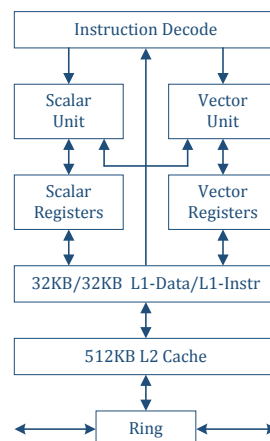 Instruction Decode
Scalar
Unit
Vector
Unit
Scalar
Registers
Vector
Registers
32KB/32KB L1-Data/L1-Instr
512KB L2 Cache
Ring